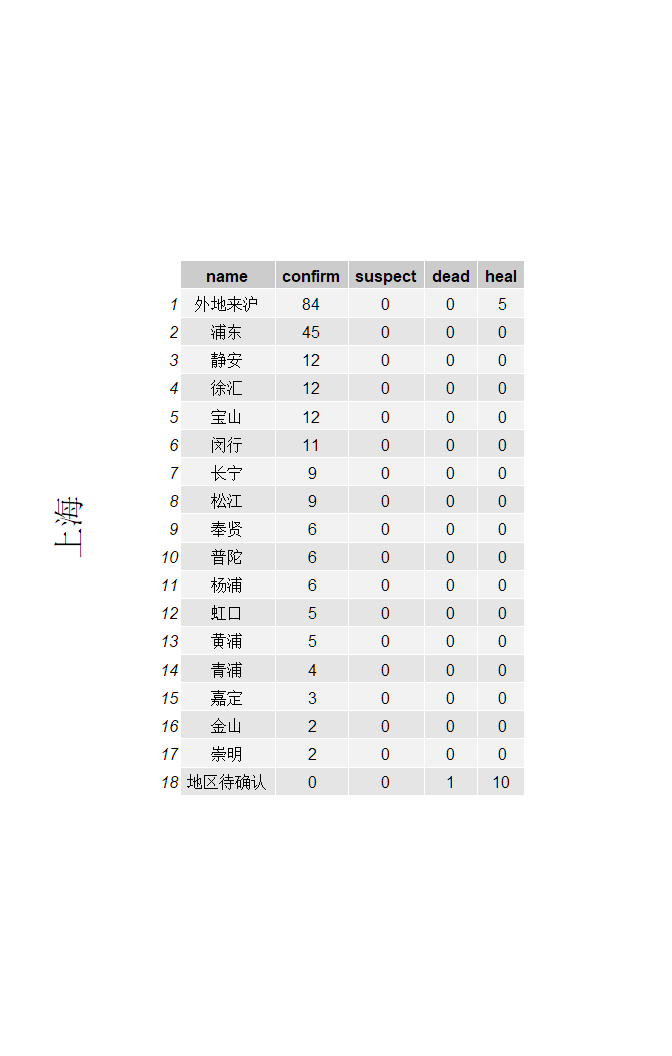 上海
name confirm suspect dead heal
1 外地来沪 84 0 0 5
2 浦东 45 0 0 0
3 静安 12 0 0 0
4 徐汇 12 0 0 0
5 宝山 12 0 0 0
6 闵行 11 0 0 0
7 长宁 9 0 0 0
8 松江 9 0 0 0
9 奉贤 6 0 0 0
10 普陀 6 0 0 0
11 杨浦 6 0 0 0
12 虹口 5 0 0 0
13 黄浦 5 0 0 0
14 青浦 4 0 0 0
15 嘉定 3 0 0 0
16 金山 2 0 0 0
17 崇明 2 0 0 0
18 地区待确认 0 0 1 10